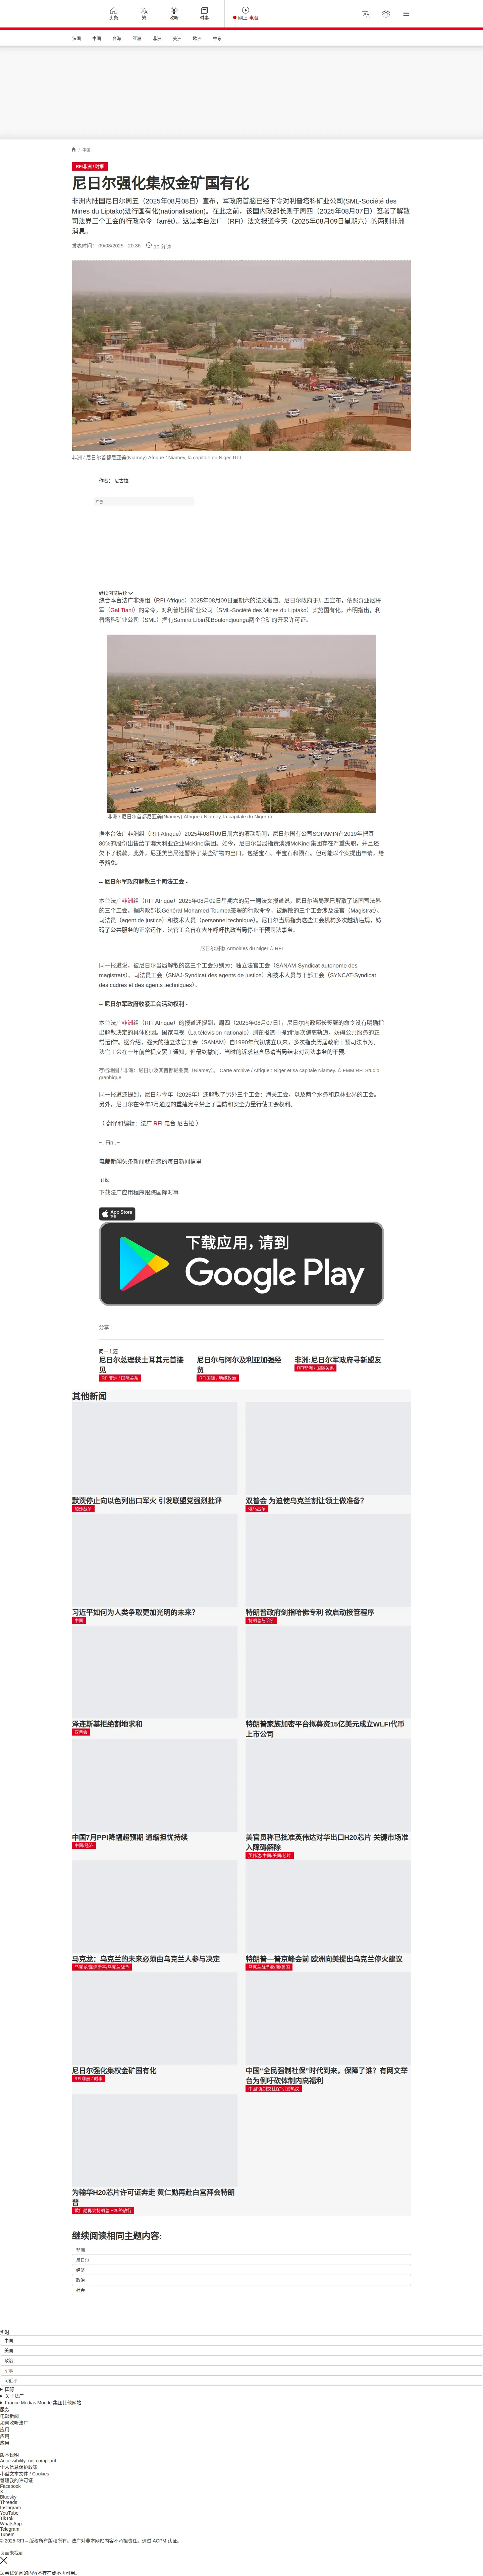 头条
繁
收听
时事
网上 电台
法国
中国
台海
亚洲
非洲
美洲
欧洲
中东
/ 法国
RFI非洲 / 时事
尼日尔强化集权金矿国有化
非洲内陆国尼日尔周五（2025年08月08日）宣布，军政府首脑已经下令对利普塔科矿业公司(SML-Société des
Mines du Liptako)进行国有化(nationalisation)。在此之前，该国内政部长则于周四（2025年08月07日）签署了解散
司法界三个工会的行政命令（arrêt）。这是本台法广（RFI）法文报道今天（2025年08月09日星期六）的两则非洲
消息。
发表时间： 09/08/2025 - 20:36
10 分钟
非洲 / 尼日尔首都尼亚美(Niamey) Afrique / Niamey, la capitale du Niger RFI
作者： 尼古拉
广告
继续浏览后续
综合本台法广非洲组（RFI Afrique）2025年08月09日星期六的法文报道，尼日尔政府于周五宣布，依照奇亚尼将
军（Gal Tiani）的命令，对利普塔科矿业公司（SML-Société des Mines du Liptako）实施国有化。声明指出，利
普塔科矿业公司（SML）握有Samira Libiri和Boulondjounga两个金矿的开采许可证。
非洲 / 尼日尔首都尼亚美(Niamey) Afrique / Niamey, la capitale du Niger rfi
据本台法广非洲组（RFI Afrique）2025年08月09日周六的滚动新闻，尼日尔国有公司SOPAMIN在2019年把其
80%的股份出售给了澳大利亚企业McKinel集团。如今，尼日尔当局指责澳洲McKinel集团存在严重失职，并且还
欠下了税款。此外，尼亚美当局还暂停了某些矿物的出口，包括宝石、半宝石和陨石。但可能以个案提出申请，给
予豁免。
-- 尼日尔军政府解散三个司法工会 -
本台法广非洲组（RFI Afrique）2025年08月09日星期六的另一则法文报道说，尼日尔当局现已解散了该国司法界
的三个工会。据内政部长Général Mohamed Toumba签署的行政命令，被解散的三个工会涉及法官（Magistrat）、
司法员（agent de justice）和技术人员（personnel technique）。尼日尔当局指责这些工会机构多次越轨违规，妨
碍了公共服务的正常运作。法官工会曾在去年呼吁执政当局停止干预司法事务。
尼日尔国徽 Armoiries du Niger © RFI
同一报道说，被尼日尔当局解散的这三个工会分别为：独立法官工会（SANAM-Syndicat autonome des
magistrats）、司法员工会（SNAJ-Syndicat des agents de justice）和技术人员与干部工会（SYNCAT-Syndicat
des cadres et des agents techniques）。
-- 尼日尔军政府收紧工会活动权利 -
本台法广非洲组（RFI Afrique）的报道还提到，周四（2025年08月07日），尼日尔内政部长签署的命令没有明确指
出解散决定的具体原因。国家电视（La télévision nationale）则在报道中提到“屡次偏离轨道，妨碍公共服务的正
常运作”。据介绍，强大的独立法官工会（SANAM）自1990年代初成立以来，多次指责历届政府干预司法事务，
法官工会在一年前曾提交罢工通知，但最终撤销。当时的诉求包含恳请当局结束对司法事务的干预。
存档地图 / 非洲：尼日尔及其首都尼亚美（Niamey）。 Carte archive / Afrique : Niger et sa capitale Niamey. © FMM RFI Studio
graphique
同一报道还提到，尼日尔今年（2025年）还解散了另外三个工会：海关工会，以及两个水务和森林业界的工会。
另外，尼日尔在今年3月通过的重建宪章禁止了国防和安全力量行使工会权利。
（ 翻译和编辑：法广 RFI 电台 尼古拉 ）
~. Fin .~
电邮新闻头条新闻就在您的每日新闻信里
订阅
下载法广应用程序跟踪国际时事
App Store
下载
下载应用，请到
Google Play
分享 :
同一主题
尼日尔总理获土耳其元首接
见
RFI非洲 / 国际关系
尼日尔与阿尔及利亚加强经
贸
RFI国际 / 地缘政治
非洲: 尼日尔军政府寻新盟友
RFI非洲 / 国际关系
其他新闻
默茨停止向以色列出口军火 引发联盟党强烈批评
加沙战争
双普会 为迫使乌克兰割让领土做准备?
俄乌战争
习近平如何为人类争取更加光明的未来?
中国
特朗普政府剑指哈佛专利 欲启动接管程序
特朗普与哈佛
泽连斯基拒绝割地求和
双普会
特朗普家族加密平台拟募资15亿美元成立WLFI代币
上市公司
中国7月PPI降幅超预期 通缩担忧持续
中国/经济
美官员称已批准英伟达对华出口H20芯片 关键市场准
入障碍解除
英伟达/中国/美国/芯片
马克龙：乌克兰的未来必须由乌克兰人参与决定
乌克龙/泽连斯基/乌克兰战争
特朗普—普京峰会前 欧洲向美提出乌克兰停火建议
乌克兰战争/欧洲/美国
尼日尔强化集权金矿国有化
RFI非洲 / 时事
中国“全民强制社保”时代到来，保障了谁？有网文举
台为例吁砍体制内高福利
中国“强制交社保”引发热议
为输华H20芯片许可证奔走 黄仁勋再赴白宫拜会特朗
普
黄仁勋再会特朗普 H20终放行
继续阅读相同主题内容:
非洲
尼日尔
经济
政治
社会
实时
中国
美国
政治
军事
习近平
国际
关于法广
France Médias Monde 集团其他网站
服务
电邮新闻
如何收听法广
应用
应用
应用
版本说明
Accessibility: not compliant
个人信息保护政策
小型文本文件 / Cookies
管理我的许可证
Facebook
X
Bluesky
Threads
Instagram
YouTube
TikTok
WhatsApp
Telegram
TuneIn
© 2025 RFI – 版权所有版权所有。法广对非本网站内容不承担责任。通过 ACPM 认证。
页面未找到
您尝试访问的内容不存在或不再可用。